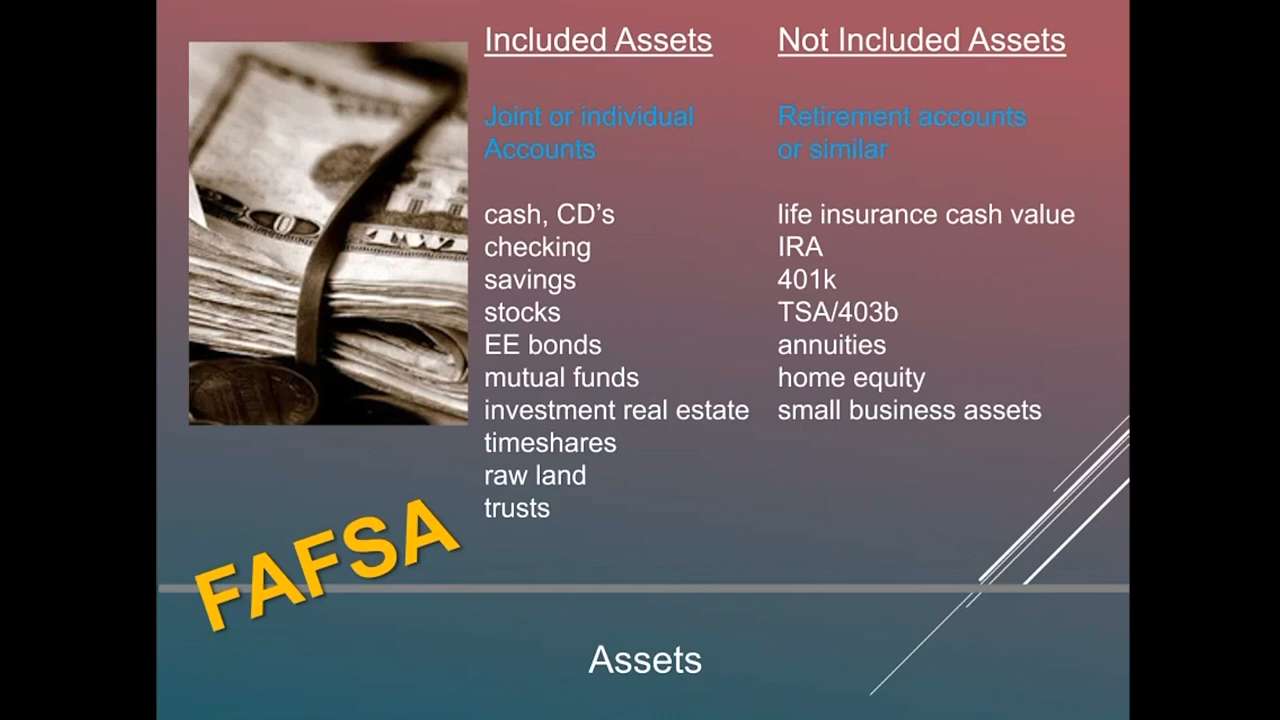 Included Assets
Joint or individual
Accounts
cash, CD’s
checking
savings
stocks
EE bonds
mutual funds
investment real estate
timeshares
raw land
trusts
Not Included Assets
Retirement accounts
or similar
life insurance cash value
IRA
401k
TSA/403b
annuities
home equity
small business assets
FAFSA
Assets